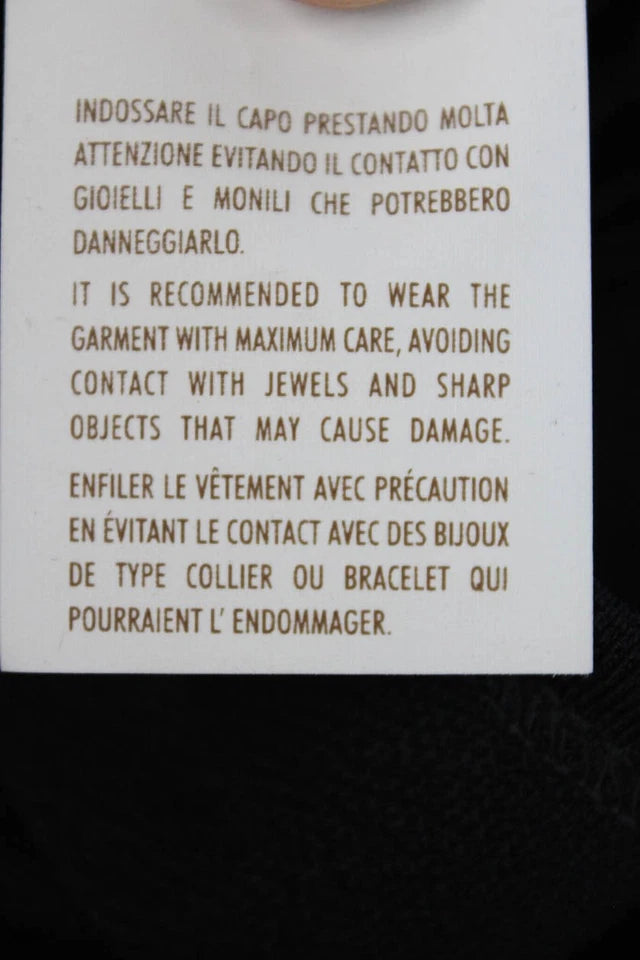 INDOSSARE IL CAPO PRESTANDO MOLTA
ATTENZIONE EVITANDO IL CONTATTO CON
GIOIELLI E MONILI CHE POTREBBERO
DANNEGGIARLO.
IT IS RECOMMENDED TO WEAR THE
GARMENT WITH MAXIMUM CARE, AVOIDING
CONTACT WITH JEWELS AND SHARP
OBJECTS THAT MAY CAUSE DAMAGE.
ENFILER LE VÊTEMENT AVEC PRÉCAUTION
EN ÉVITANT LE CONTACT AVEC DES BIJOUX
DE TYPE COLLIER OU BRACELET QUI
POURRAIENT L' ENDOMMAGER.